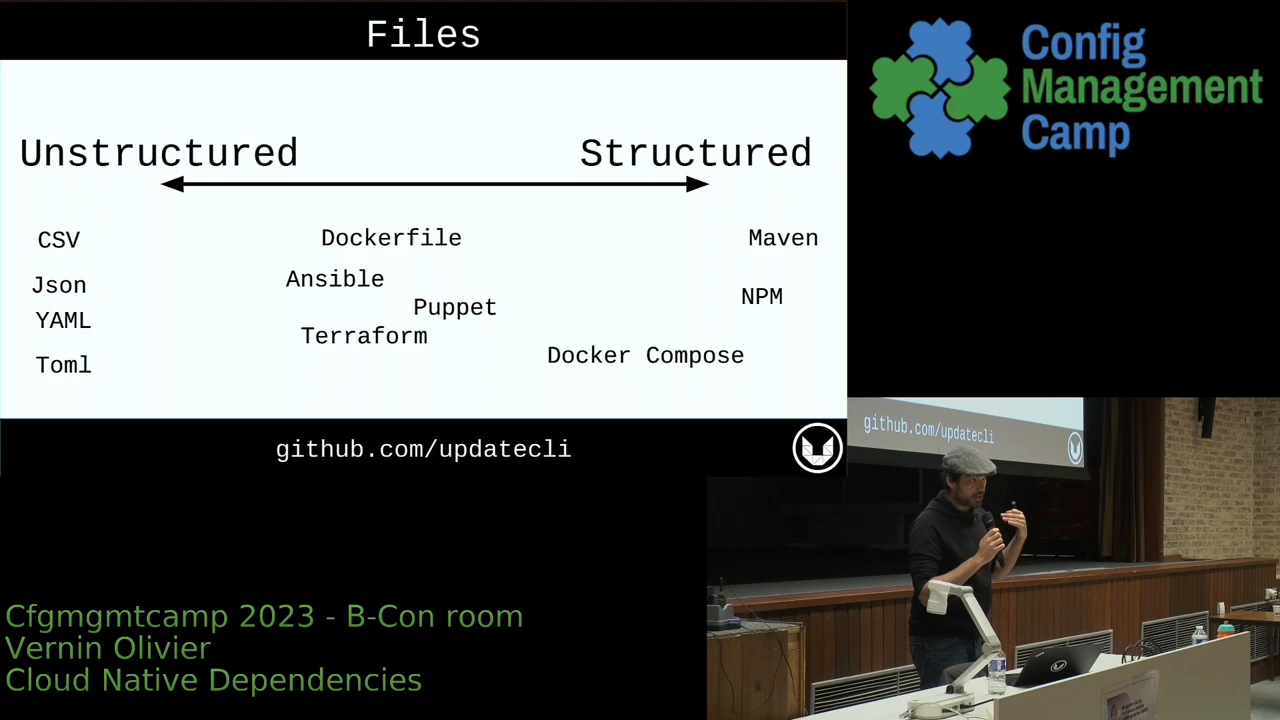 Files
Unstructured
Structured
CSV
Dockerfile
Maven
Json
Ansible
Puppet
NPM
YAML
Terraform
Docker Compose
Toml
github.com/updatecli
Config
Management
Camp
github.com/updatecli
Cfgmgmtcamp 2023 - B-Con room
Vernin Olivier
Cloud Native Dependencies